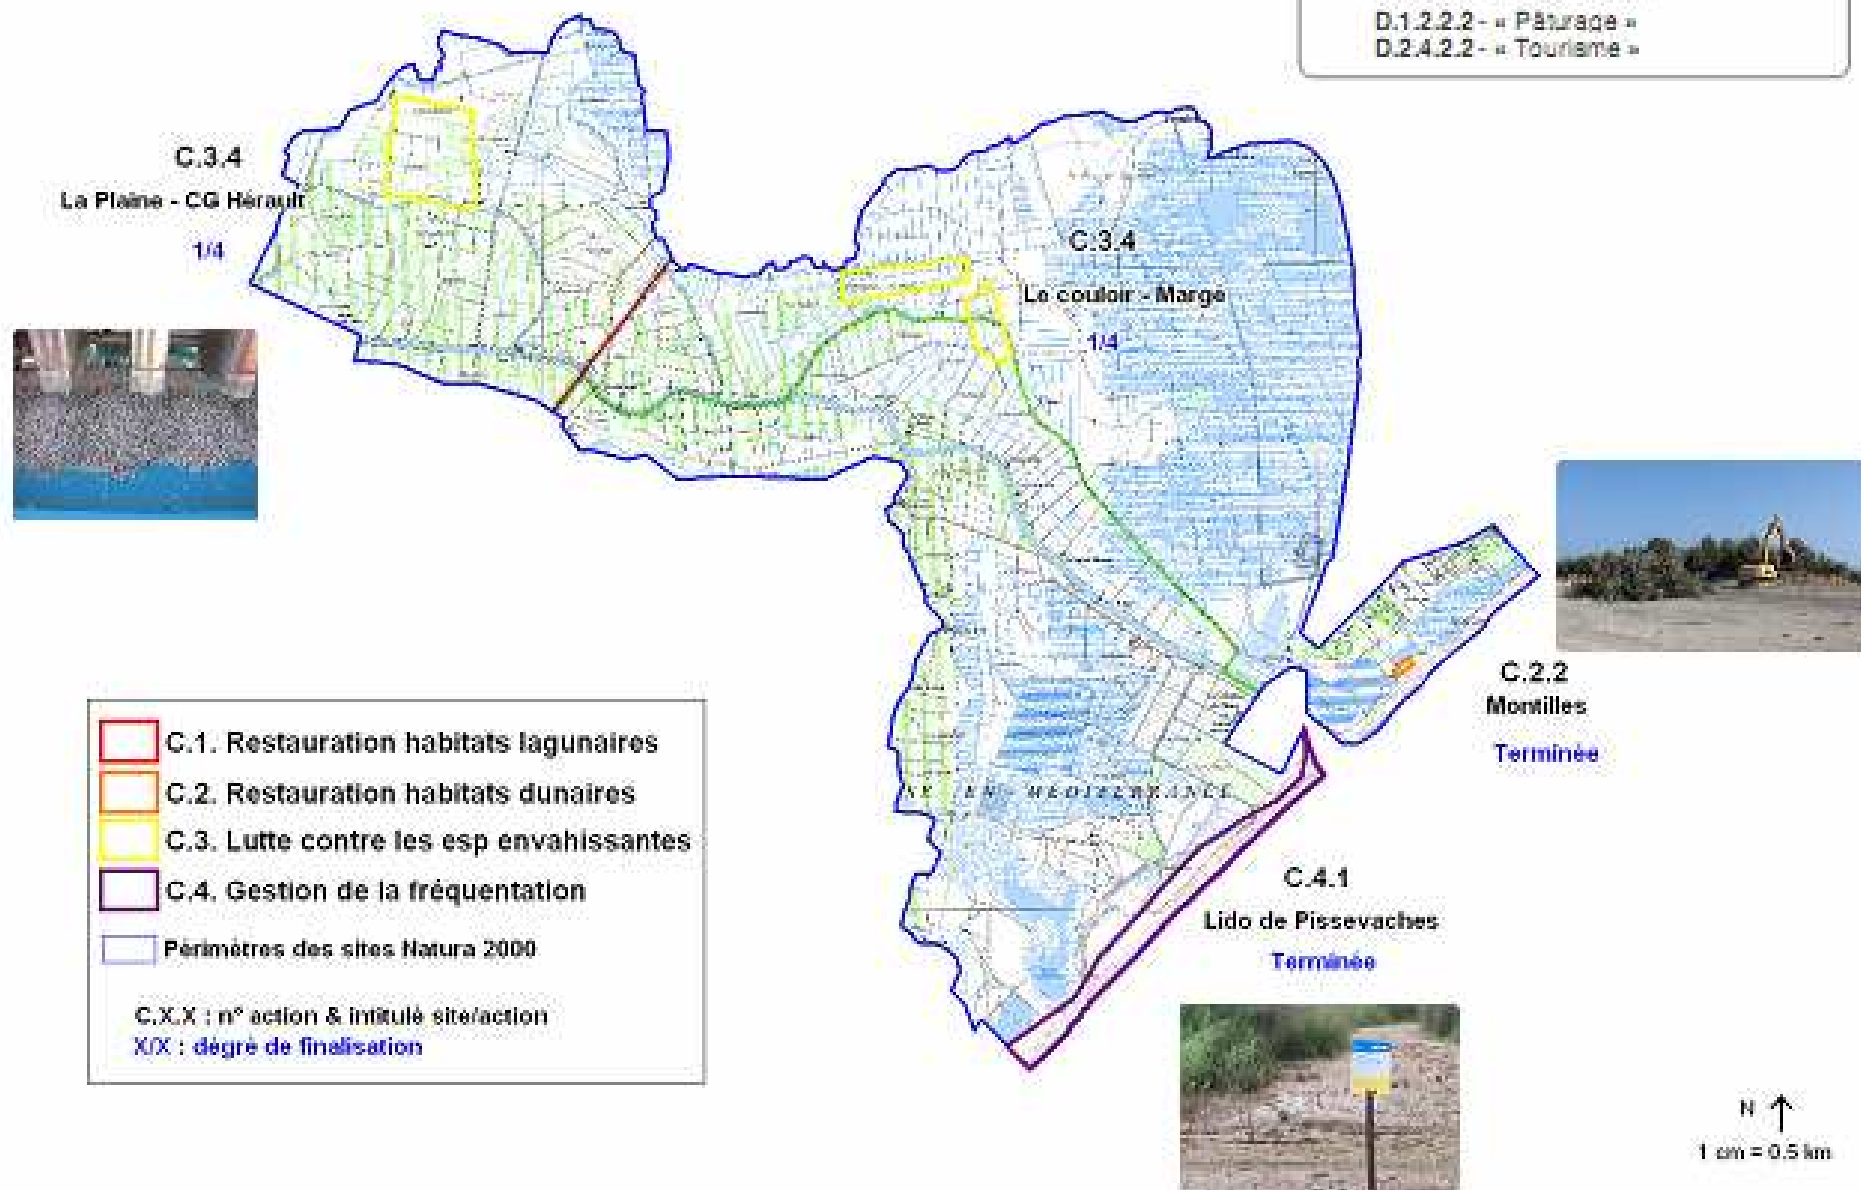 D.1.2.2.2 - « Pâturage »
D.2.4.2.2 - « Tourisme »
C.3.4
La Plaine - CG Hérault
1/4
C.3.4
Le couloir - Marge
1/4
C.2.2
Montilles
Terminée
C.1. Restauration habitats lagunaires
C.2. Restauration habitats dunaires
C.3. Lutte contre les esp envahissantes
C.4. Gestion de la fréquentation
Périmètres des sites Natura 2000
C.X.X : n° action & intitulé site/action
X/X : dégré de finalisation
EN - MEDITERRANEE
C.4.1
Lido de Pissevaches
Terminée
N
1 cm = 0.5 km